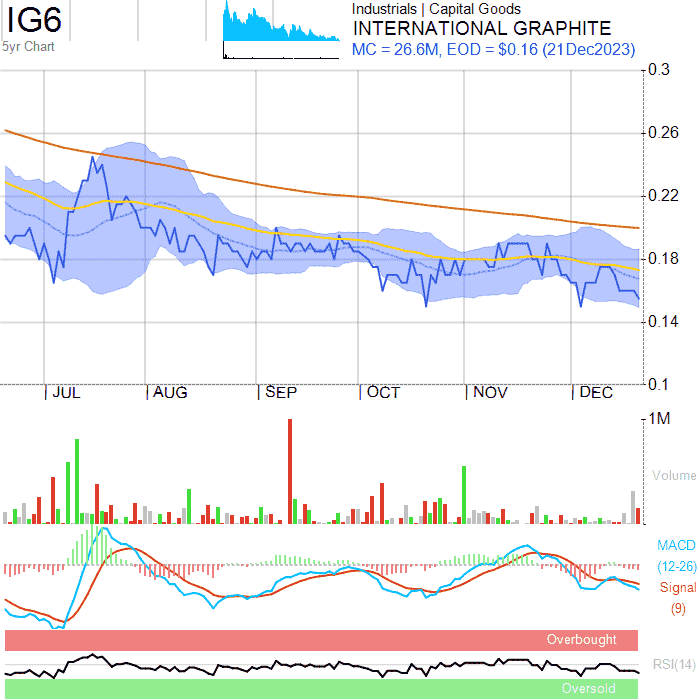 IG6
5yr Chart
Industrials | Capital Goods
INTERNATIONAL GRAPHITE
MC = 26.6M, EOD = $0.16 (21Dec2023)
0.3
0.26
0.22
0.18
0.14
0.1
JUL AUG SEP OCT NOV DEC
1M
Volume
MACD
(12-26)
Signal
(9)
Overbought
RSI(14)
Oversold